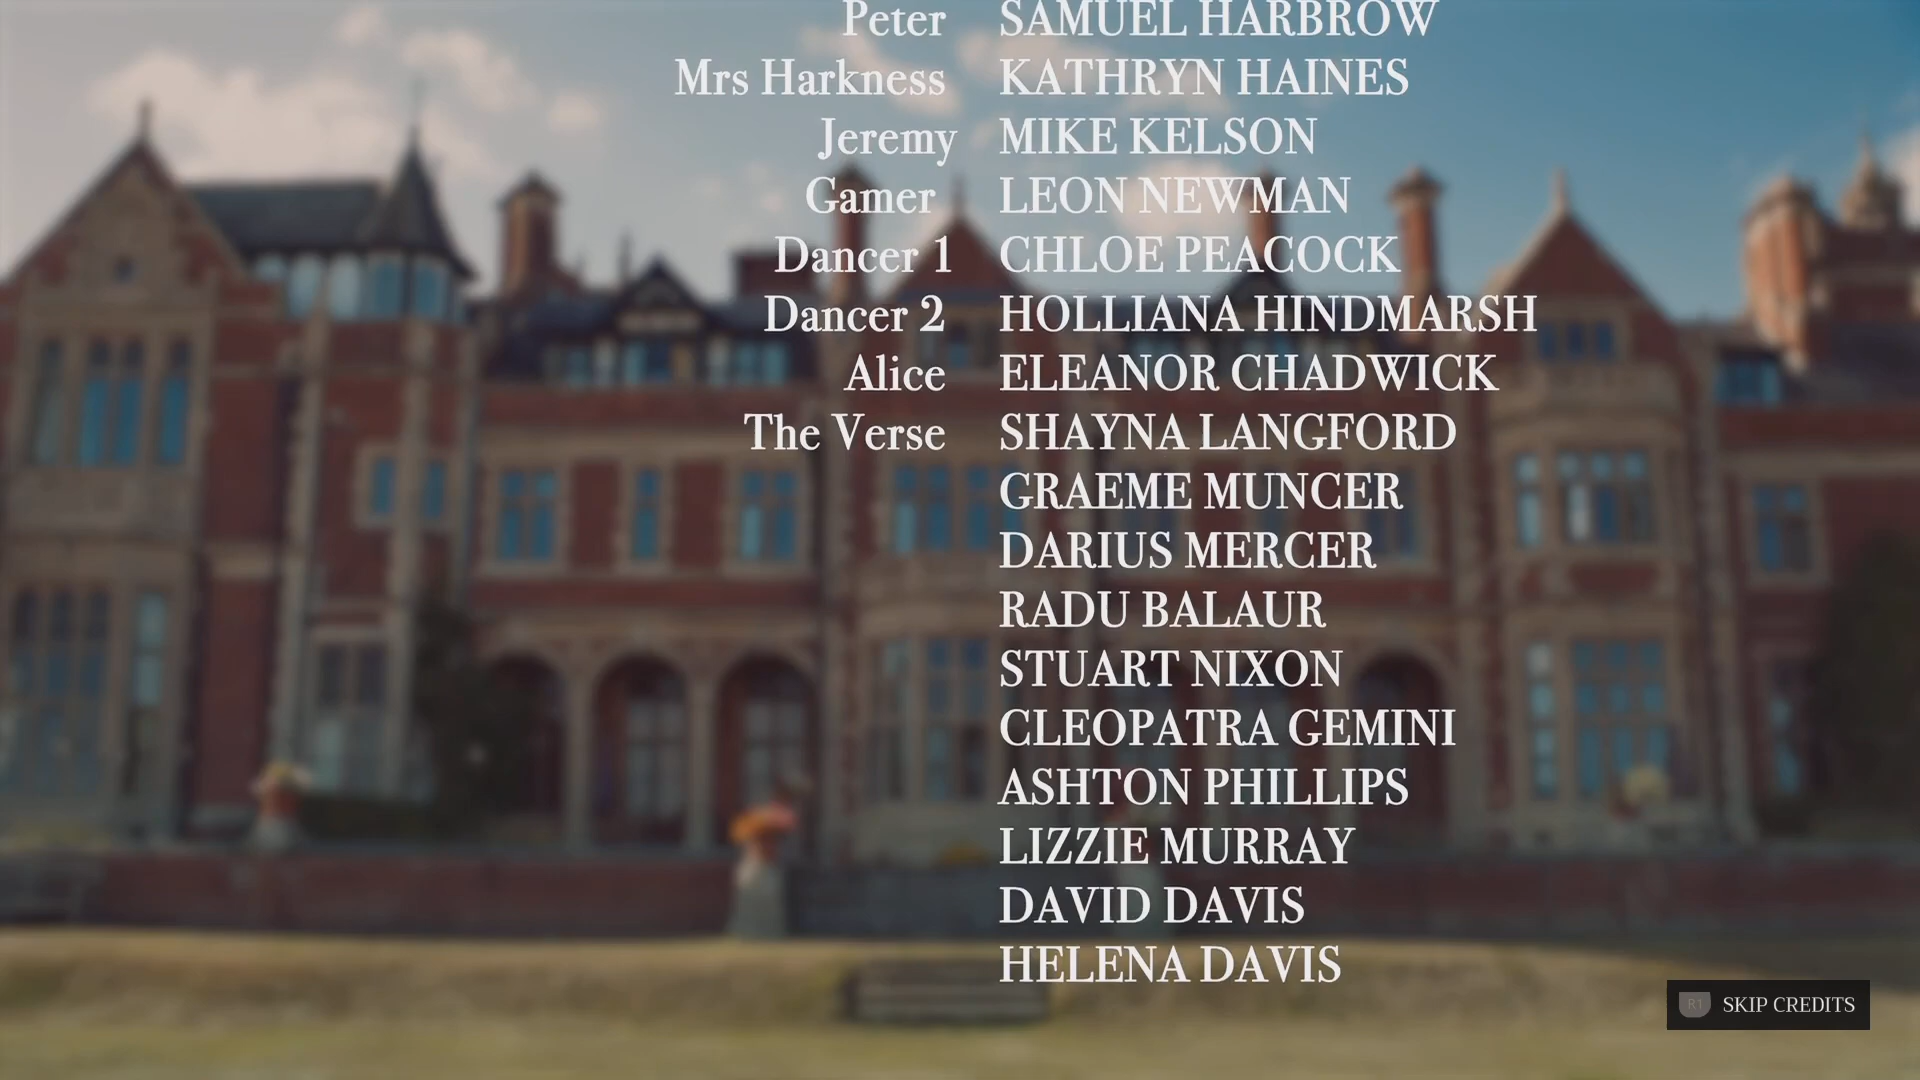 Peter SAMUEL HARBROW
Mrs Harkness KATHRYN HAINES
Jeremy MIKE KELSON
Gamer LEON NEWMAN
Dancer 1 CHLOE PEACOCK
Dancer 2 HOLLIANA HINDMARSH
Alice ELEANOR CHADWICK
The Verse SHAYNA LANGFORD
GRAEME MUNCER
DARIUS MERCER
RADU BALAUR
STUART NIXON
CLEOPATRA GEMINI
ASHTON PHILLIPS
LIZZIE MURRAY
DAVID DAVIS
HELENA DAVIS
R1 SKIP CREDITS